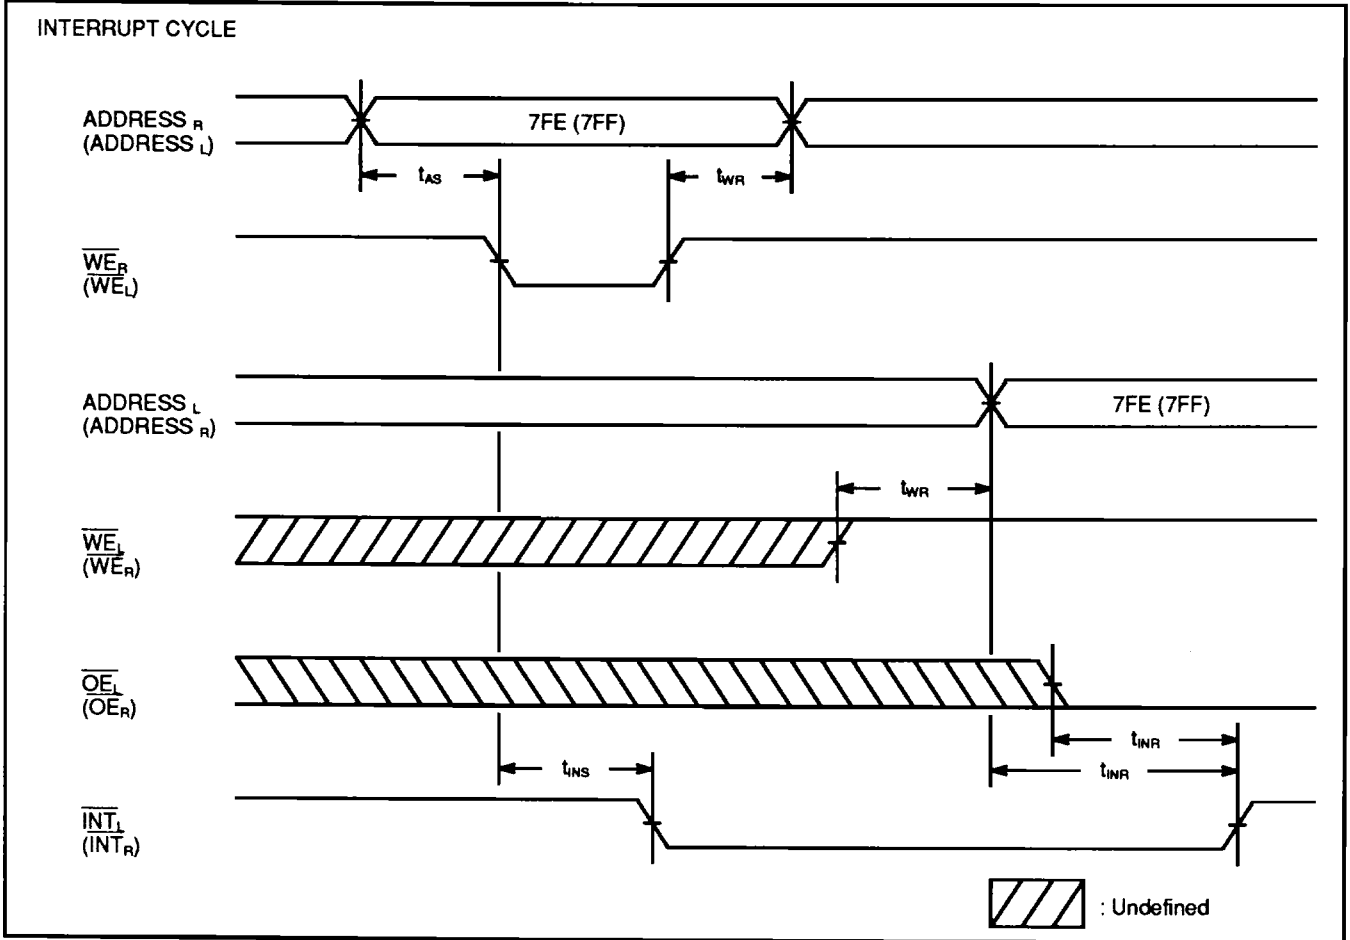 INTERRUPT CYCLE
ADDRESS R
(ADDRESS L)
7FE (7FF)
tAS
tWR
WER
(WEL)
ADDRESS L
(ADDRESS R)
7FE (7FF)
tWR
WEL
(WER)
OEL
(OER)
tINR
tINS
tINR
INTL
(INTR)
: Undefined